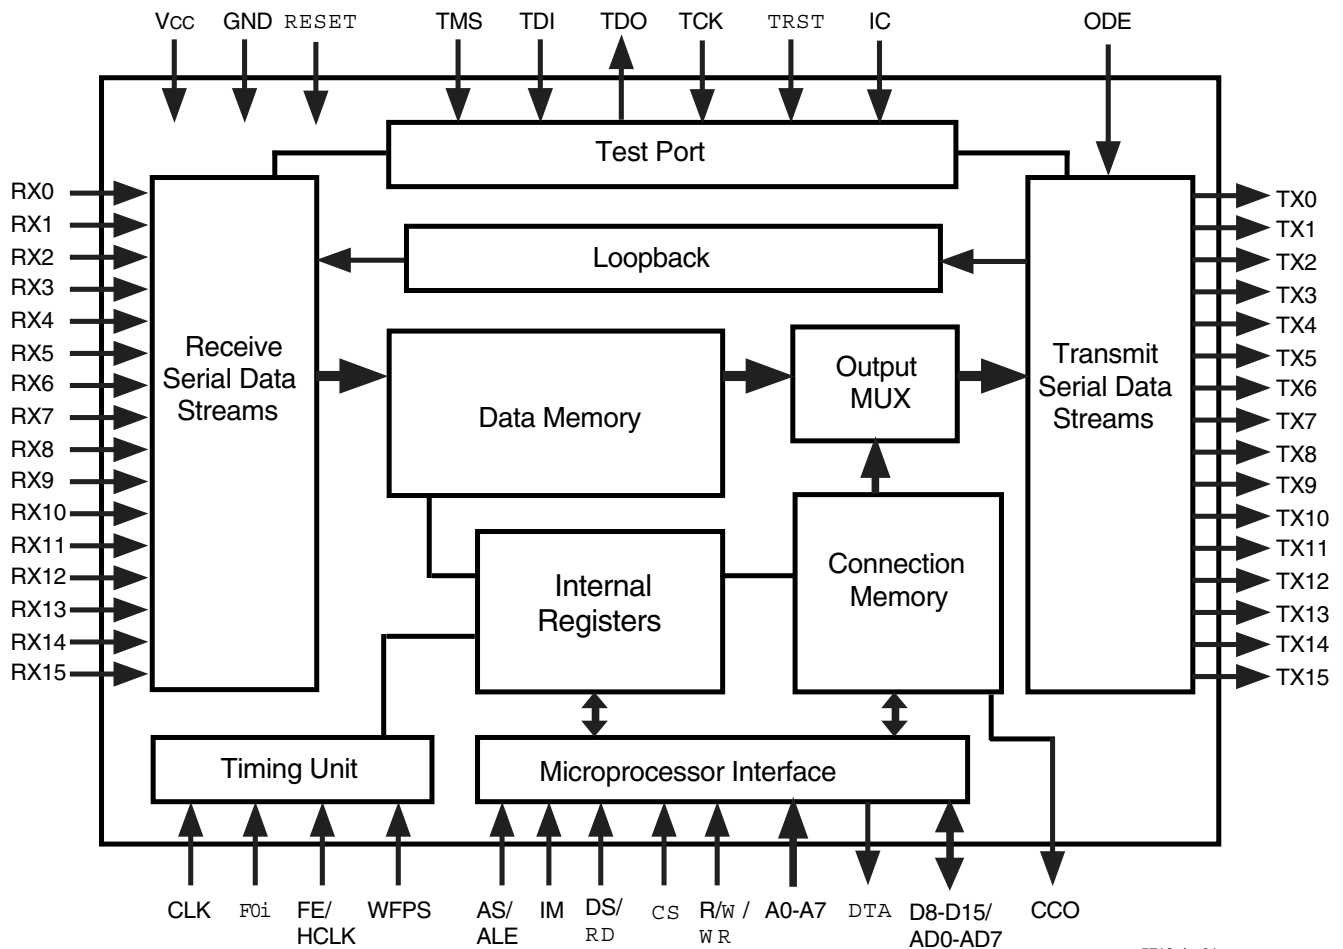 Vcc GND RESET TMS TDI TDO TCK TRST IC ODE
Test Port
Loopback
RX0
RX1
RX2
RX3
RX4
RX5
RX6
RX7
RX8
RX9
RX10
RX11
RX12
RX13
RX14
RX15
Receive
Serial Data
Streams
Data Memory
Output
MUX
Transmit
Serial Data
Streams
TX0
TX1
TX2
TX3
TX4
TX5
TX6
TX7
TX8
TX9
TX10
TX11
TX12
TX13
TX14
TX15
Internal
Registers
Connection
Memory
Timing Unit
Microprocessor Interface
CLK
F0i
FE/
HCLK
WFPS
AS/
ALE
IM
DS/
RD
CS
R/W /
WR
A0-A7
DTA
D8-D15/
AD0-AD7
CCO